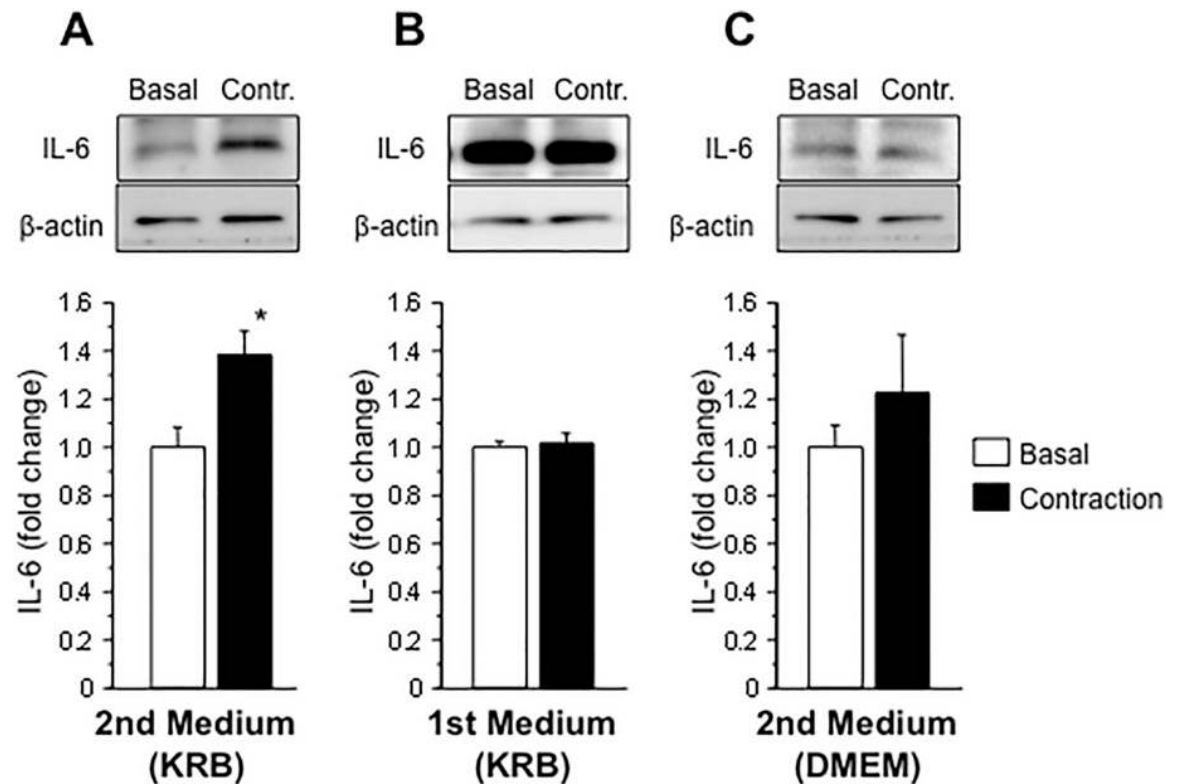 A
B
C
Basal Contr.
Basal Contr.
Basal Contr.
IL-6
IL-6
IL-6
β-actin
β-actin
β-actin
IL-6 (fold change)
1.6
1.4
1.2
1.0
0.8
0.6
0.4
0.2
0
*
2nd Medium
(KRB)
IL-6 (fold change)
1.6
1.4
1.2
1.0
0.8
0.6
0.4
0.2
0
1st Medium
(KRB)
IL-6 (fold change)
1.6
1.4
1.2
1.0
0.8
0.6
0.4
0.2
0
2nd Medium
(DMEM)
Basal
Contraction